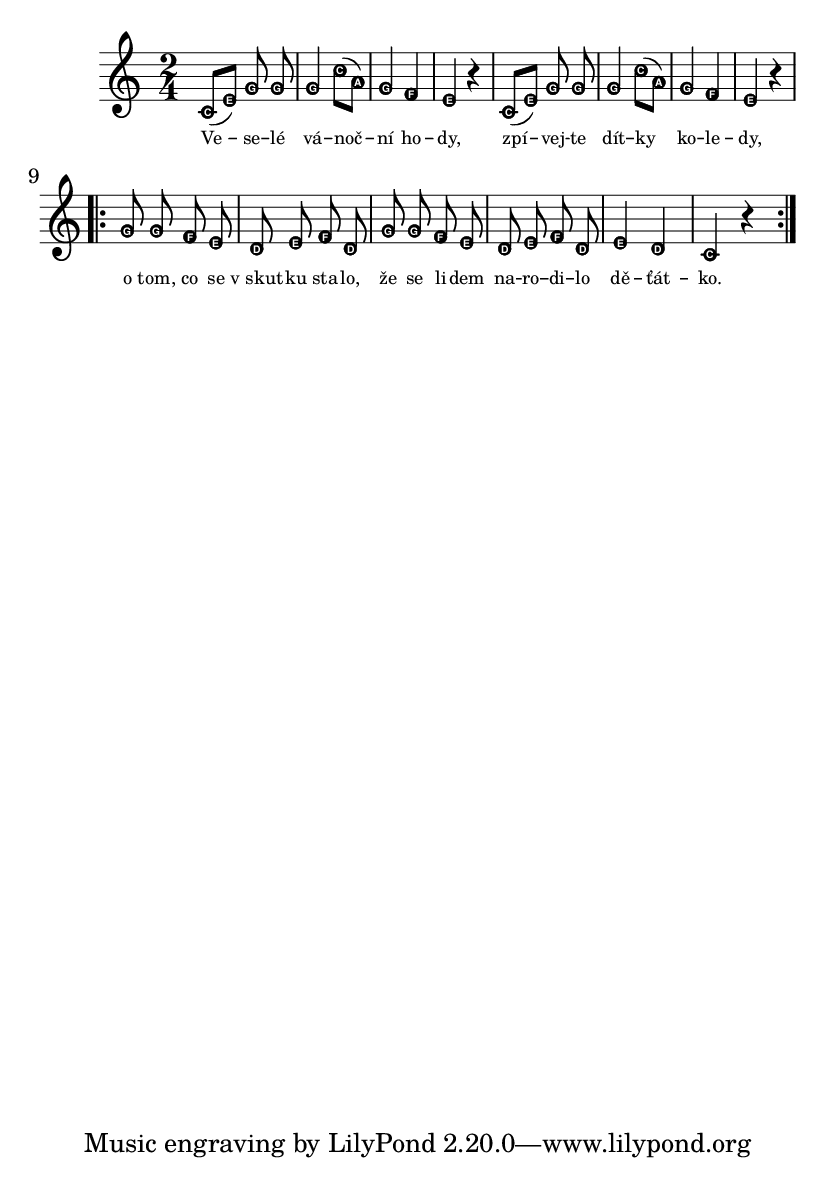 2
4
C E G G G C A G F E C E G G G C A G F E
Ve – se – lé vá – noč – ní ho – dy, zpí – vej – te dít – ky ko – le – dy,
9
G G F E D E F D G G F E D E F D E D C
o tom, co se v skutku stalo, že se lidem na – ro – di – lo dě – ťát – ko.
Music engraving by LilyPond 2.20.0—www.lilypond.org